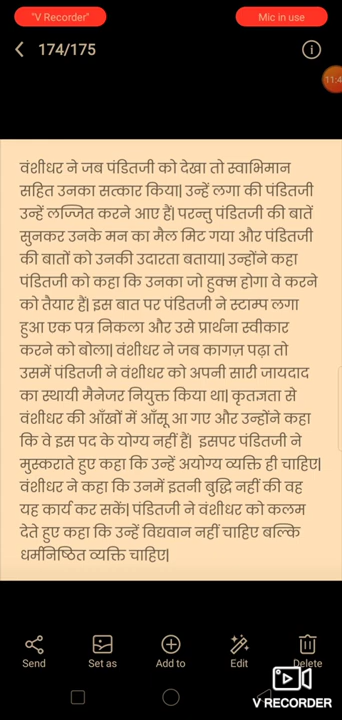 "V Recorder"
Mic in use
174/175
11:4
वंशीधर ने जब पंडितजी को देखा तो स्वाभिमान
सहित उनका सत्कार किया| उन्हें लगा की पंडितजी
उन्हें लज्जित करने आए हैं| परन्तु पंडितजी की बातें
सुनकर उनके मन का मैल मिट गया और पंडितजी
की बातों को उनकी उदारता बताया| उन्होंने कहा
पंडितजी को कहा कि उनका जो हुक्म होगा वे करने
को तैयार हैं| इस बात पर पंडितजी ने स्टाम्प लगा
हुआ एक पत्र निकला और उसे प्रार्थना स्वीकार
करने को बोला| वंशीधर ने जब कागज़ पढ़ा तो
उसमें पंडितजी ने वंशीधर को अपनी सारी जायदाद
का स्थायी मैनेजर नियुक्त किया था| कृतज्ञता से
वंशीधर की आँखों में आँसू आ गए और उन्होंने कहा
कि वे इस पद के योग्य नहीं हैं| इसपर पंडितजी ने
मुस्कराते हुए कहा कि उन्हें अयोग्य व्यक्ति ही चाहिए|
वंशीधर ने कहा कि उनमें इतनी बुद्धि नहीं की वह
यह कार्य कर सकें| पंडितजी ने वंशीधर को कलम
देते हुए कहा कि उन्हें विद्यवान नहीं चाहिए बल्कि
धर्मनिष्ठित व्यक्ति चाहिए|
Send
Set as
Add to
Edit
Delete
V RECORDER